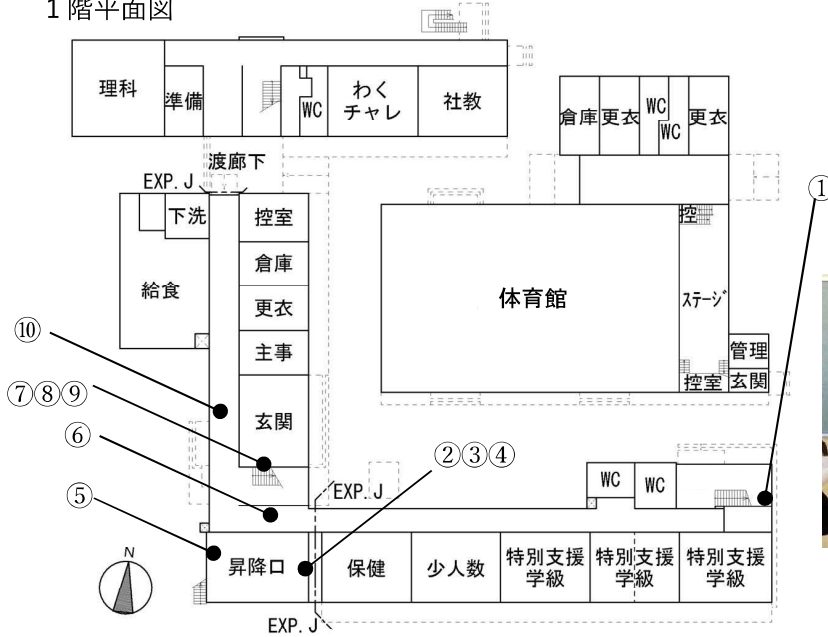 1階平面図
理科
準備
WC
わく
チャレ
社教
倉庫
更衣
WC
WC
更衣
渡廊下
EXP. J
下洗
控室
控
①
給食
倉庫
体育館
ステージ
更衣
⑩
主事
管理
控室
玄関
⑦⑧⑨
玄関
⑥
②③④
WC
WC
EXP. J
⑤
昇降口
保健
少人数
特別支援
学級
特別支援
学級
特別支援
学級
N
EXP. J